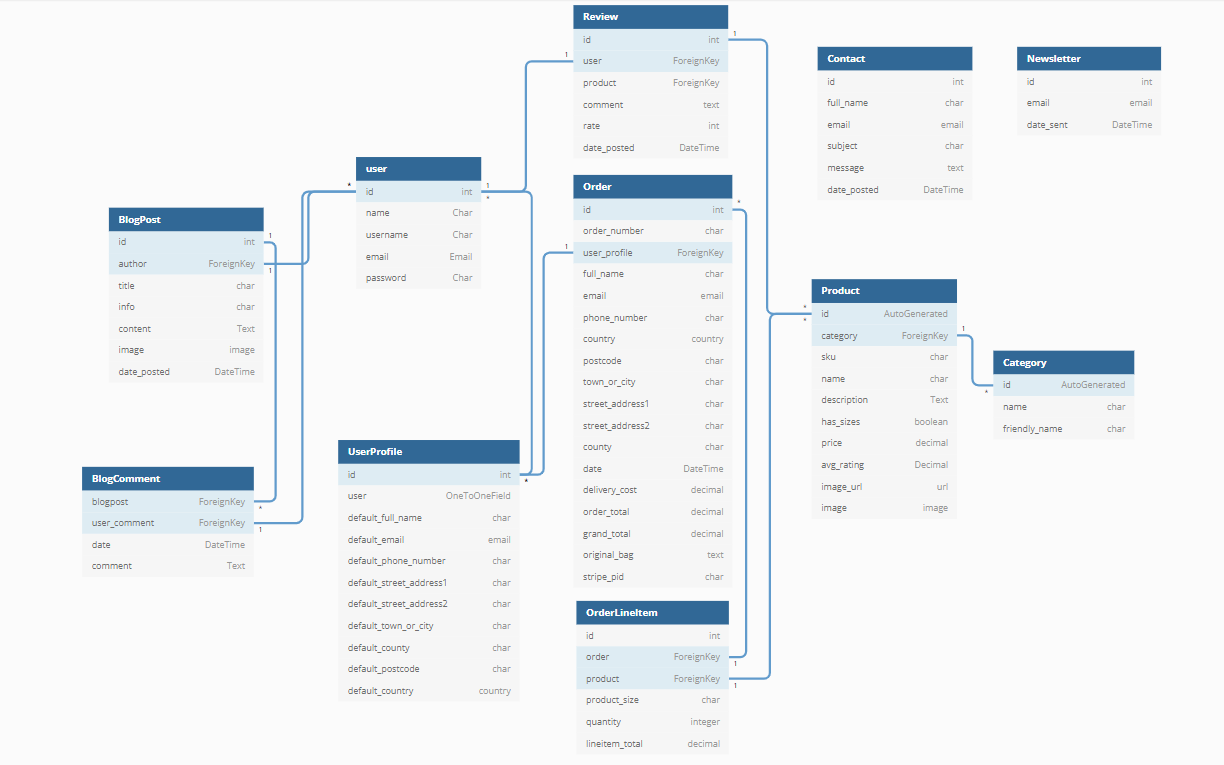 Review
id int
user ForeignKey
product ForeignKey
comment text
rate int
date_posted DateTime
Contact
id int
full_name char
email email
subject char
message text
date_posted DateTime
Newsletter
id int
email email
date_sent DateTime
user
id int
name Char
username Char
email Email
password Char
BlogPost
id int
author ForeignKey
title char
info char
content Text
image image
date_posted DateTime
Order
id int
order_number char
user_profile ForeignKey
full_name char
email email
phone_number char
country country
postcode char
town_or_city char
street_address1 char
street_address2 char
county char
date DateTime
delivery_cost decimal
order_total decimal
grand_total decimal
original_bag text
stripe_pid char
Product
id AutoGenerated
category ForeignKey
sku char
name char
description Text
has_sizes boolean
price decimal
avg_rating Decimal
image_url url
image image
Category
id AutoGenerated
name char
friendly_name char
UserProfile
id int
user OneToOneField
default_full_name char
default_email email
default_phone_number char
default_street_address1 char
default_street_address2 char
default_town_or_city char
default_county char
default_postcode char
default_country country
BlogComment
blogpost ForeignKey
user_comment ForeignKey
date DateTime
comment Text
OrderLineItem
id int
order ForeignKey
product ForeignKey
product_size char
quantity integer
lineitem_total decimal
1
1
1
*
*
1
1
*
1
1
*
*
*
1
*
*
1
1